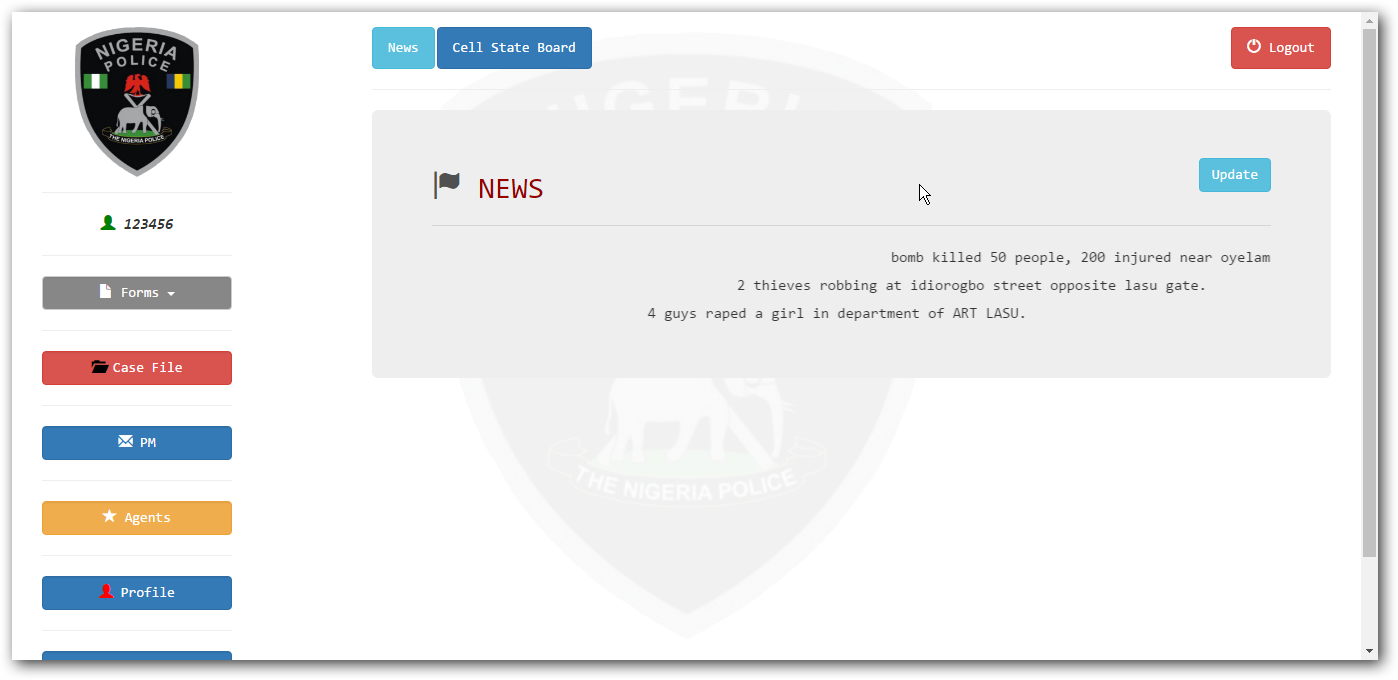 NIGERIA
POLICE
THE NIGERIA POLICE
123456
Forms
Case File
PM
Agents
Profile
News
Cell State Board
Logout
NIGERIA
NEWS
Update
bomb killed 50 people, 200 injured near oyelam
2 thieves robbing at idiorogbo street opposite lasu gate.
4 guys raped a girl in department of ART LASU.
THE NIGERIA POLICE